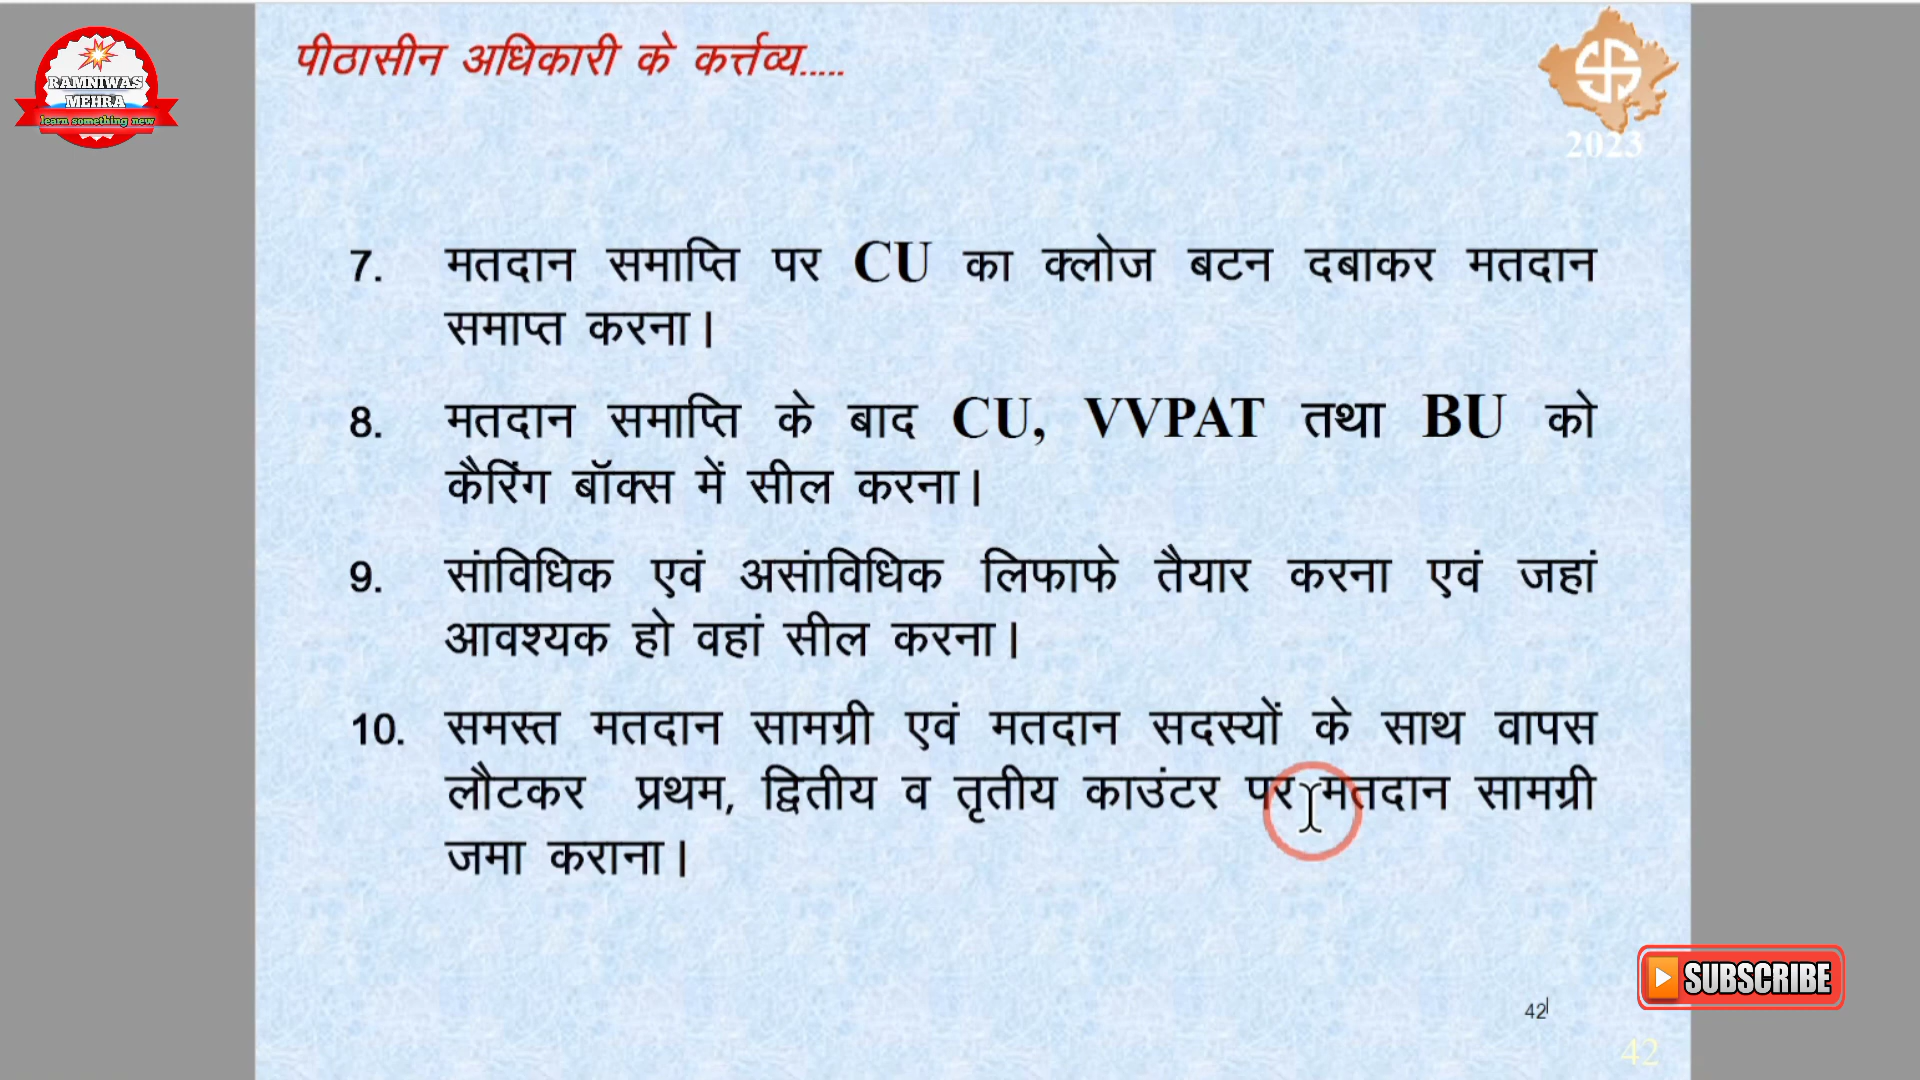 पीठासीन अधिकारी के कर्त्तव्य.....
RAMNIWAS
MEHRA
learn something new
2023
7. मतदान समाप्ति पर CU का क्लोज बटन दबाकर मतदान
समाप्त करना।
8. मतदान समाप्ति के बाद CU, VVPAT तथा BU को
कैरिंग बॉक्स में सील करना।
9. सांविधिक एवं असांविधिक लिफाफे तैयार करना एवं जहां
आवश्यक हो वहां सील करना।
10. समस्त मतदान सामग्री एवं मतदान सदस्यों के साथ वापस
लौटकर प्रथम, द्वितीय व तृतीय काउंटर पर मतदान सामग्री
जमा कराना।
SUBSCRIBE
42
42